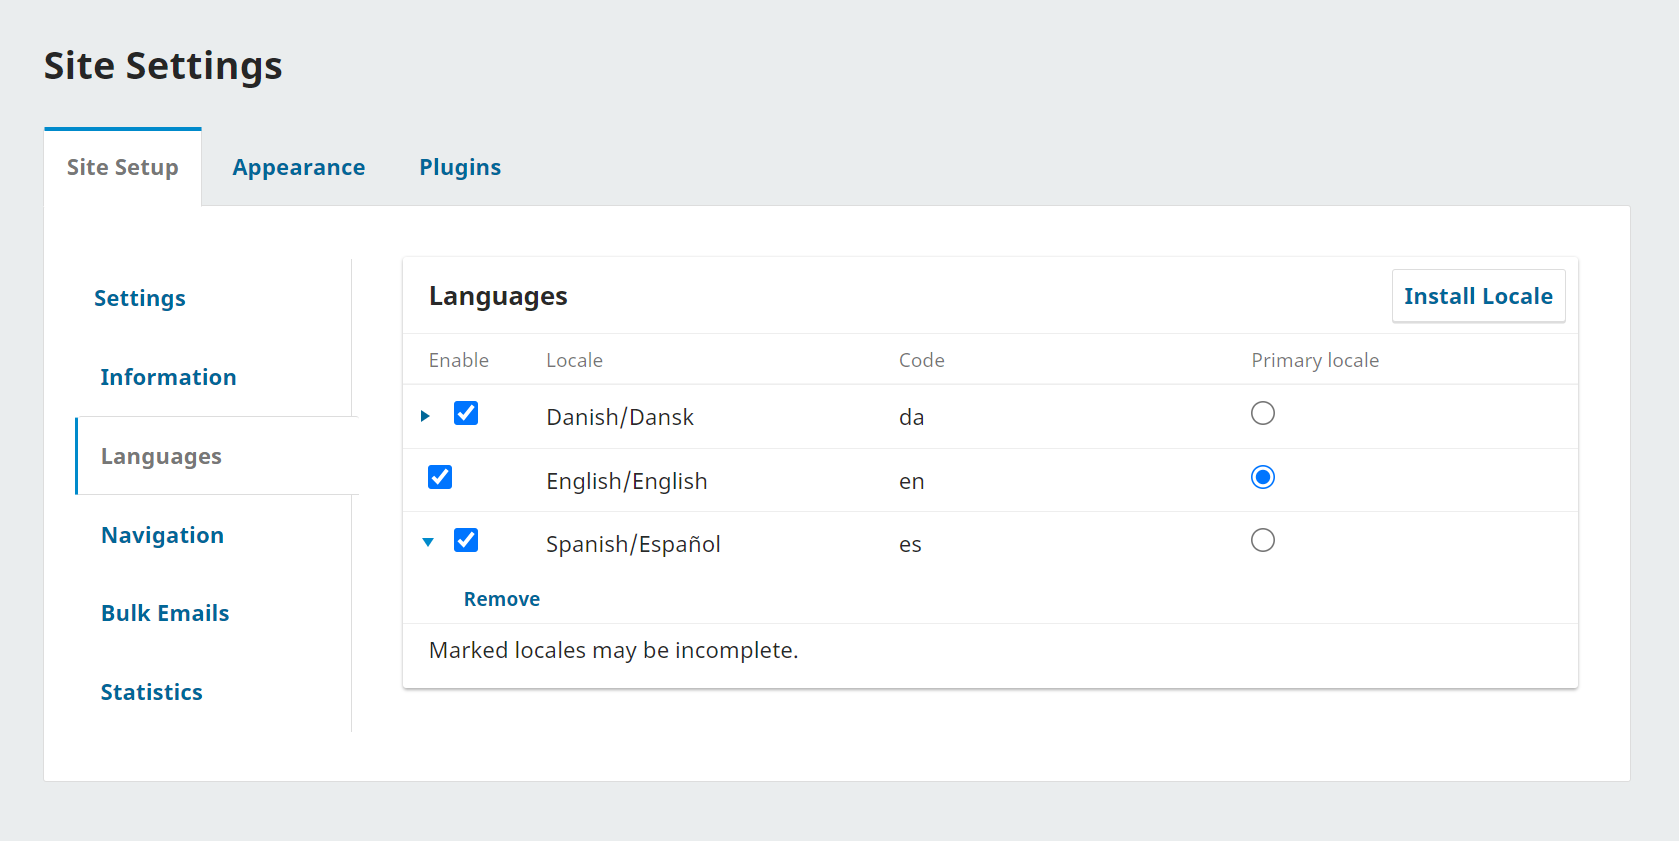 Site Settings
Site Setup Appearance Plugins
Settings
Information
Languages
Navigation
Bulk Emails
Statistics
Languages Install Locale
Enable Locale Code Primary locale
Danish/Dansk da
English/English en
Spanish/Español es
Remove
Marked locales may be incomplete.